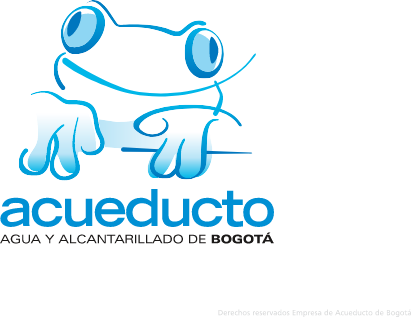 acueducto
AGUA Y ALCANTARILLADO DE BOGOTÁ
Derechos reservados Empresa de Acueducto de Bogotá